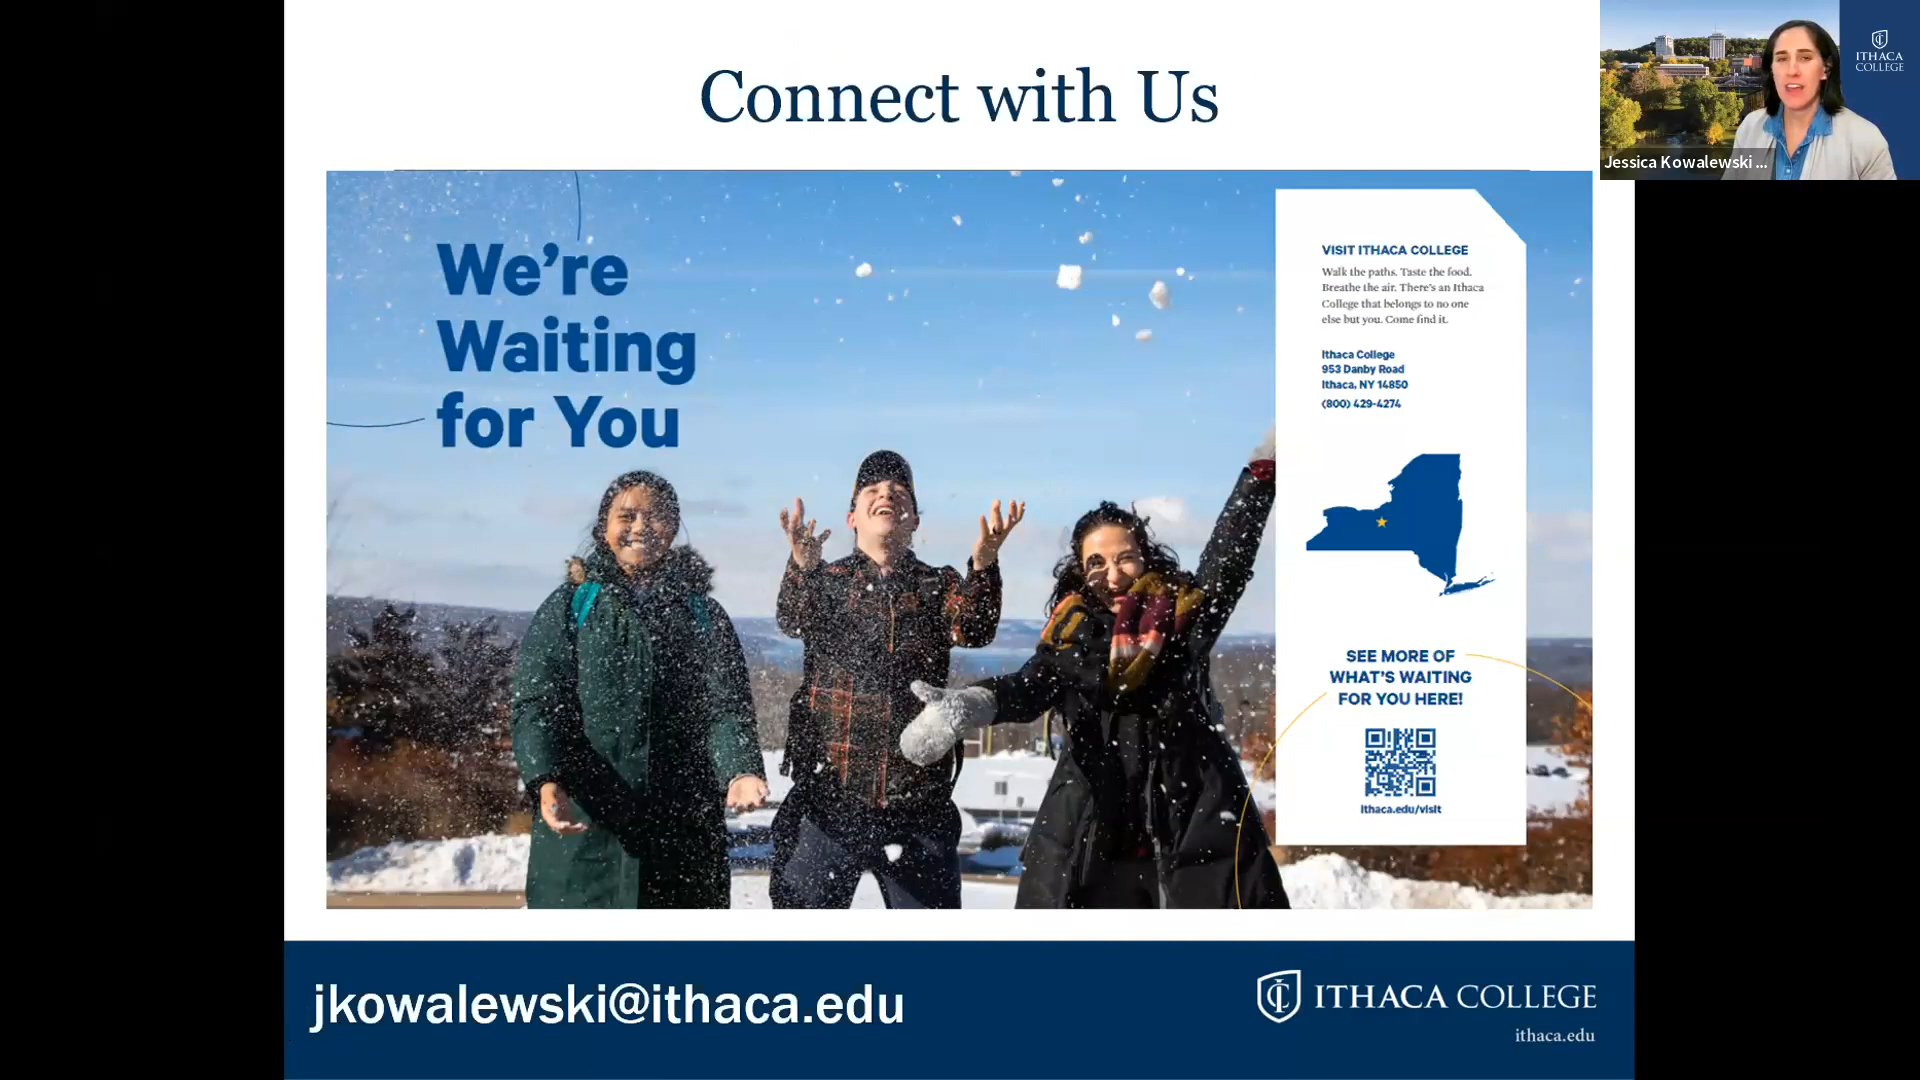 Connect with Us
ITHACA
COLLEGE
Jessica Kowalewski ...
We're
Waiting
for You
VISIT ITHACA COLLEGE
Walk the paths. Taste the food.
Breathe the air. There's an Ithaca
College that belongs to no one
else but you. Come find it.
Ithaca College
953 Danby Road
Ithaca, NY 14850
(800) 429-4274
SEE MORE OF
WHAT'S WAITING
FOR YOU HERE!
ithaca.edu/visit
jkowalewski@ithaca.edu
ITHACA COLLEGE
ithaca.edu